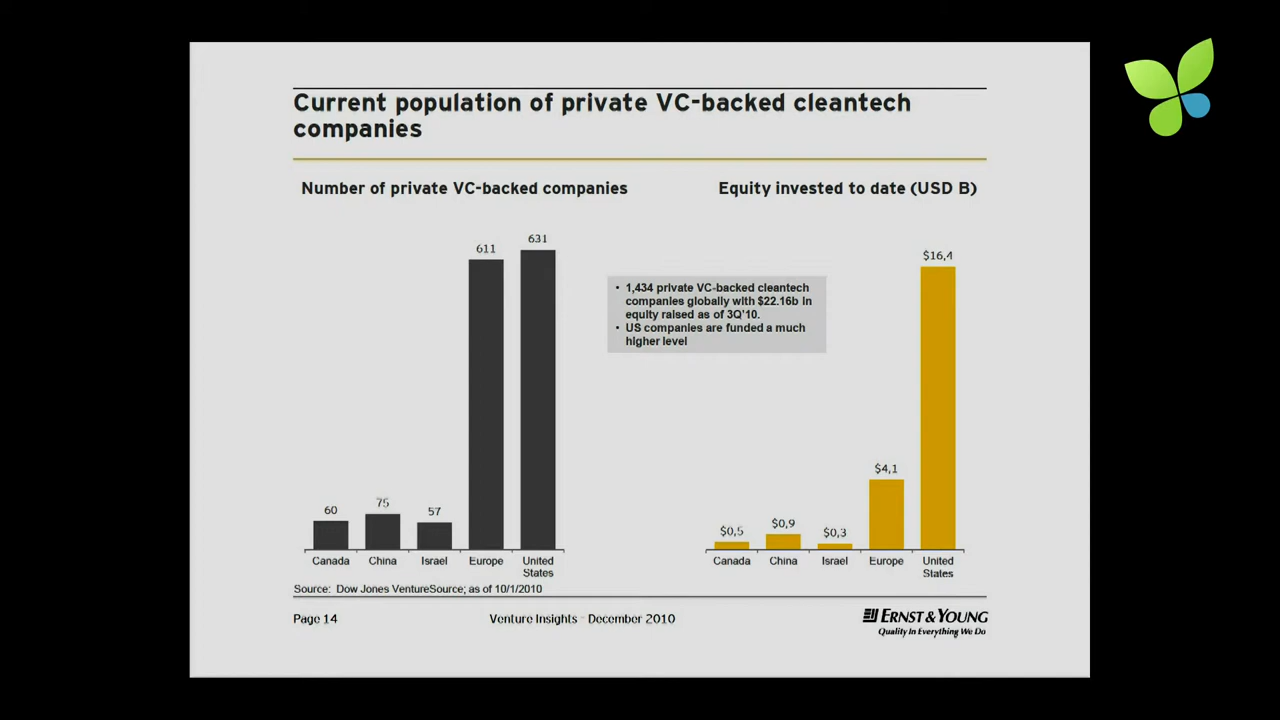 Current population of private VC-backed cleantech
companies
Number of private VC-backed companies
Equity invested to date (USD B)
631
611
75
60
57
Canada
China
Israel
Europe
United
States
• 1,434 private VC-backed cleantech
companies globally with $22.16b in
equity raised as of 3Q'10.
• US companies are funded a much
higher level
$16,4
$4,1
$0,9
$0,5
$0,3
Canada
China
Israel
Europe
United
States
Source: Dow Jones VentureSource; as of 10/1/2010
Page 14
Venture Insights - December 2010
ERNST & YOUNG
Quality In Everything We Do